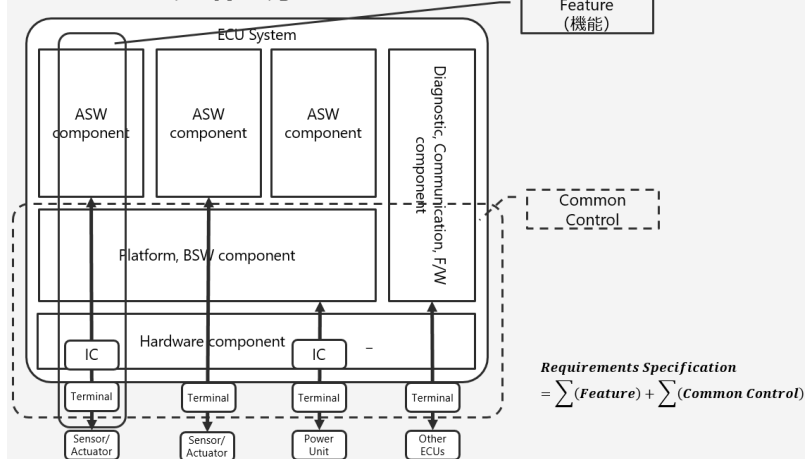 Feature
（機能）
ECU System
ASW
component
ASW
component
ASW
component
Diagnostic, Communication, F/W
component
Common
Control
Platform, BSW component
Hardware component
IC
IC
–
Terminal
Terminal
Terminal
Terminal
Sensor/
Actuator
Sensor/
Actuator
Power
Unit
Other
ECUs
Requirements Specification
= ∑(Feature) + ∑(Common Control)